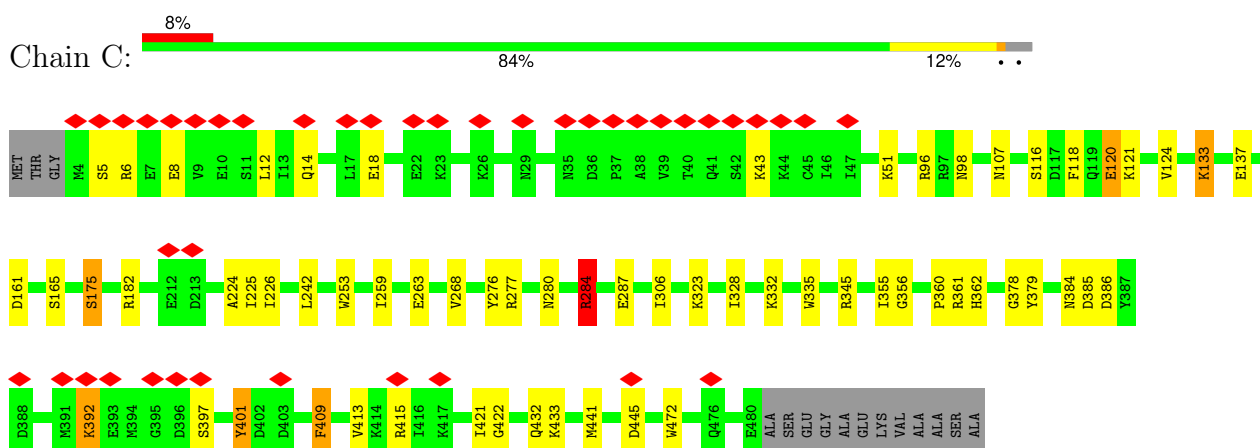 8%
Chain C:
84% 12% • •
MET THR GLY M4 S5 R6 E7 E8 V9 E10 S11 L12 I13 Q14 L17 E18 E22 K23 K26 N29 N35 D36 P37 A38 V39 T40 Q41 S42 K43 K44 C45 I46 I47 K51 R96 R97 N98 N107 S116 D117 F118 Q119 E120 K121 V124 K133 E137
D161 S165 S175 R182 E212 D213 A224 I225 I226 L242 W253 I259 E263 V268 Y276 R277 N280 R284 E287 I306 K323 I328 K332 W335 R345 I355 G356 P360 R361 H362 G378 Y379 N384 D385 D386 Y387
D388 M391 K392 E393 M394 G395 D396 S397 Y401 D402 D403 F409 V413 K414 R415 I416 K417 I421 G422 Q432 K433 M441 D445 W472 Q476 E480 ALA SER GLU GLY ALA GLU LYS VAL ALA ALA SER ALA